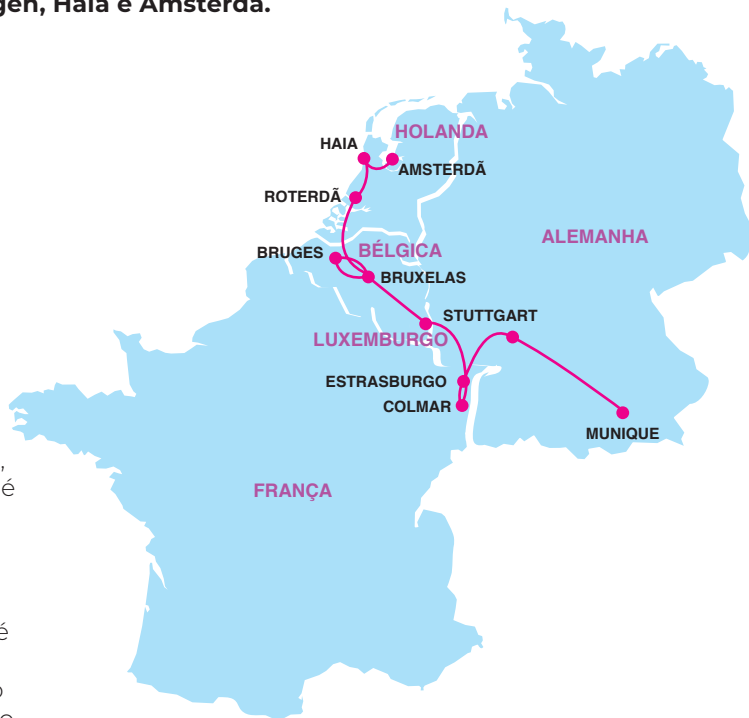 gen, Haia e Amsterdã.
HOLANDA
HAIA
AMSTERDÃ
ROTERDÃ
ALEMANHA
BRUGES
BÉLGICA
BRUXELAS
STUTTGART
LUXEMBURGO
ESTRASBURGO
COLMAR
MUNIQUE
,
é
FRANÇA
é